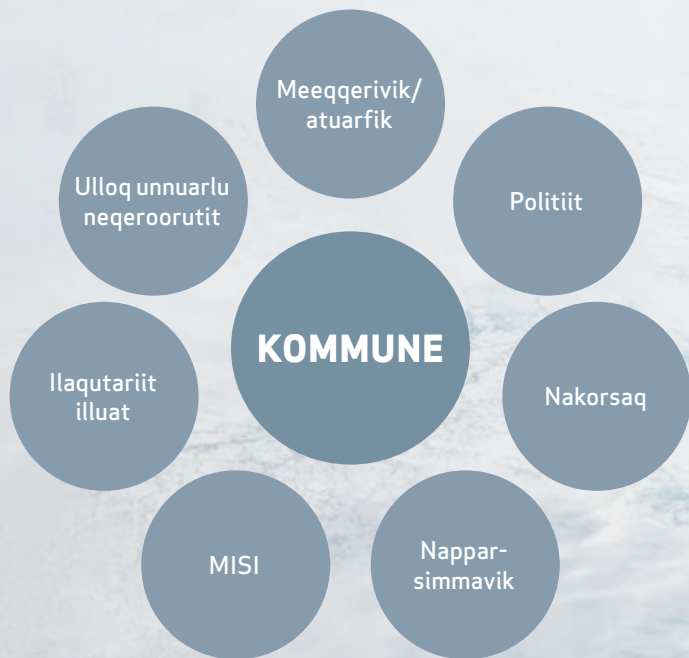 Meeqqerivik/
atuarfik
Ulloq unnuarlu
neqeroorutit
Politiit
KOMMUNE
Ilaqutariit
illuat
Nakorsaq
MISI
Nappar-
simmavik